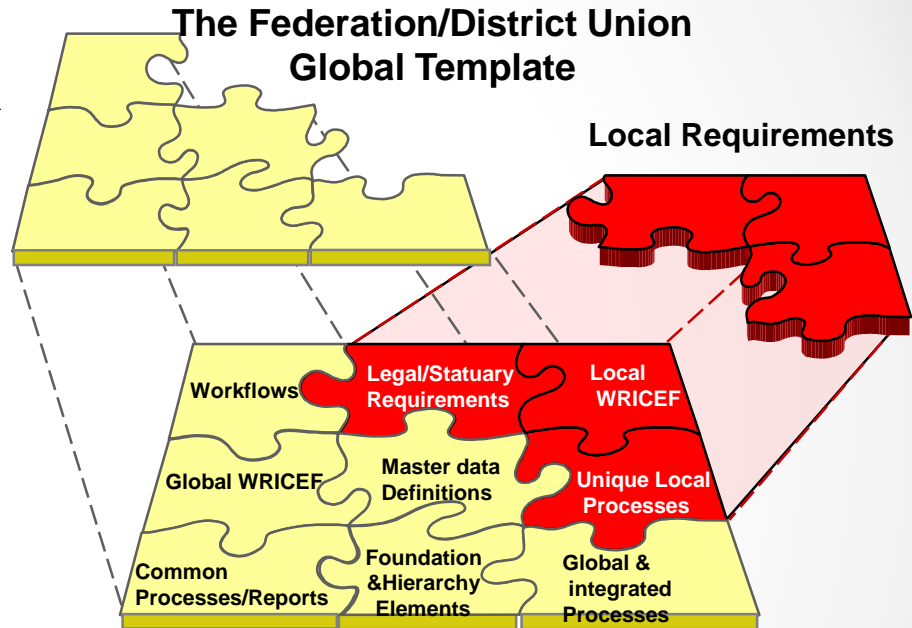 The Federation/District Union
Global Template
Local Requirements
Workflows
Legal/Statuary
Requirements
Local
WRICEF
Global WRICEF
Master data
Definitions
Unique Local
Processes
Common
Processes/Reports
Foundation
&Hierarchy
Elements
Global &
integrated
Processes